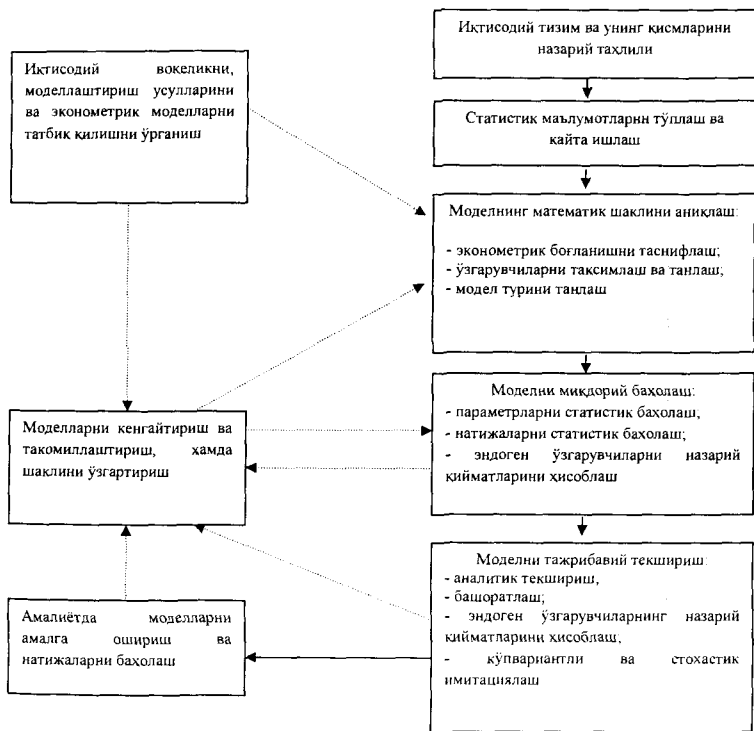 Иқтисодий тизим ва унинг қисмларини
назарий таҳлили
Иқтисодий вокеликни,
моделлаштириш усулларини
ва эконометрик моделларни
татбик қилишни ўрганиш
Статистик маълумотларнн тўплаш ва
кайта ишлаш
Моделнинг математик шаклини аниқлаш:
- эконометрик боғланишни таснифлаш;
- ўзгарувчиларни таксимлаш ва танлаш;
- модел турини танлаш
Моделни миқдорий баҳолаш:
- параметрларни статистик баҳолаш,
- натижаларни статистик баҳолаш;
- эндоген ўзгарувчиларни назарий
қийматларини ҳисоблаш
Моделларни кенгайтириш ва
такомиллаштириш, ҳамда
шаклини ўзгартириш
Моделни тажрибавий текшириш:
- аналитик текшириш,
- башоратлаш;
- эндоген ўзгарувчиларнинг назарий
қийматларини ҳисоблаш;
- кўпвариантли ва стохастик
имитациялаш
Амалиётда моделларни
амалга ошириш ва
натижаларни баҳолаш